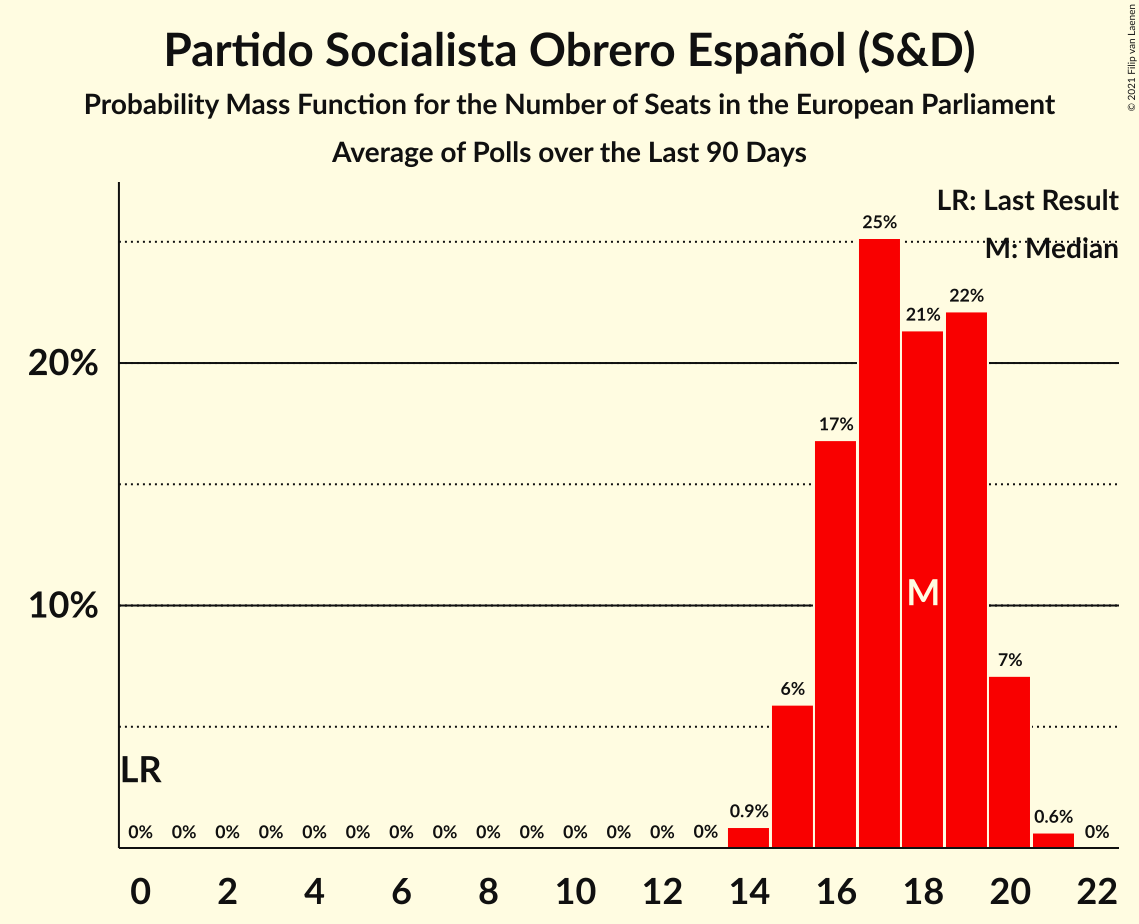 Partido Socialista Obrero Español (S&D)
Probability Mass Function for the Number of Seats in the European Parliament
Average of Polls over the Last 90 Days
© 2021 Filip van Laenen
LR: Last Result
M: Median
25%
22%
21%
20%
17%
M
10%
7%
6%
LR
0% 0% 0% 0% 0% 0% 0% 0% 0% 0% 0% 0% 0% 0% 0.9% 0.6% 0%
0 2 4 6 8 10 12 14 16 18 20 22